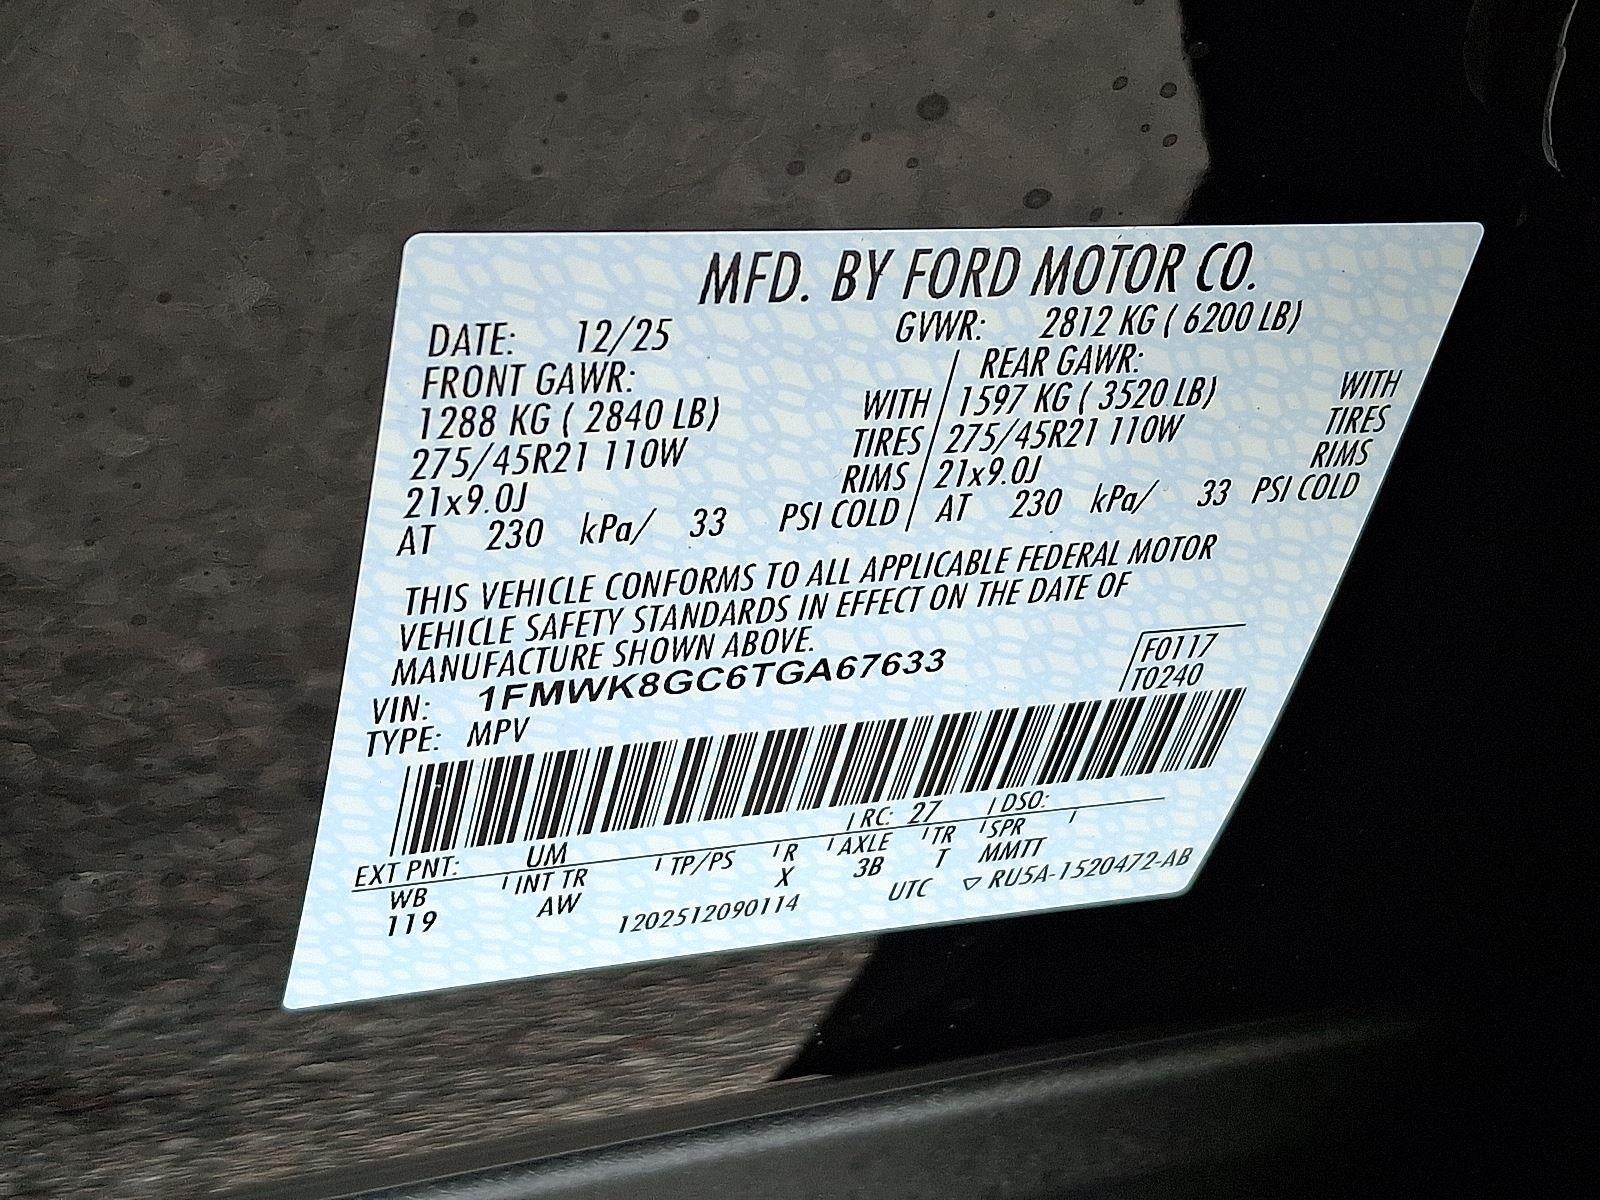 MFD. BY FORD MOTOR CO.
DATE: 12/25 GVWR: 2812 KG ( 6200 LB)
FRONT GAWR: REAR GAWR:
1288 KG ( 2840 LB) WITH 1597 KG ( 3520 LB) WITH
275/45R21 110W TIRES 275/45R21 110W TIRES
21x9.0J RIMS 21x9.0J RIMS
AT 230 kPa/ 33 PSI COLD AT 230 kPa/ 33 PSI COLD
THIS VEHICLE CONFORMS TO ALL APPLICABLE FEDERAL MOTOR
VEHICLE SAFETY STANDARDS IN EFFECT ON THE DATE OF
MANUFACTURE SHOWN ABOVE.
VIN: 1FMWK8GC6TGA67633 F0117
TYPE: MPV T0240
EXT PNT: UM RC: 27 DSO:
WB INT TR TP/PS R AXLE TR SPR
119 AW X 3B T MMTT
1202512090114 UTC ▽ RU5A-1520472-AB